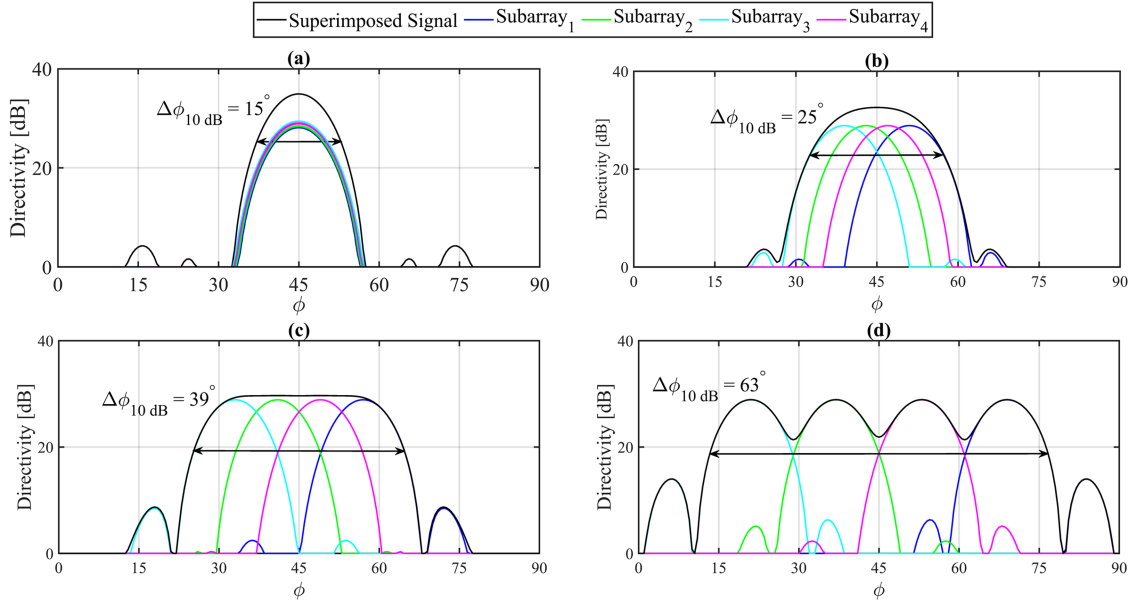 Superimposed Signal Subarray₁ Subarray₂ Subarray₃ Subarray₄
(a)
Δϕ₁₀ dB = 15°
Directivity [dB]
40
20
0
0 15 30 45 60 75 90
ϕ
(b)
Δϕ₁₀ dB = 25°
Directivity [dB]
40
20
0
0 15 30 45 60 75 90
ϕ
(c)
Δϕ₁₀ dB = 39°
Directivity [dB]
40
20
0
0 15 30 45 60 75 90
ϕ
(d)
Δϕ₁₀ dB = 63°
Directivity [dB]
40
20
0
0 15 30 45 60 75 90
ϕ